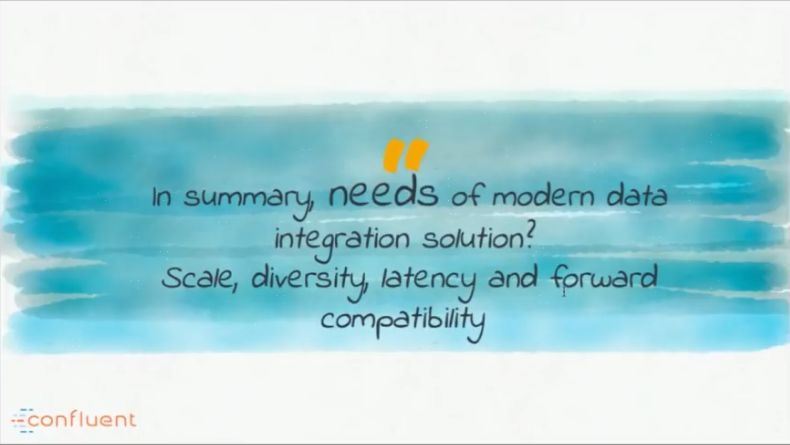 In summary, needs of modern data
integration solution?
Scale, diversity, latency and forward
compatibility
confluent